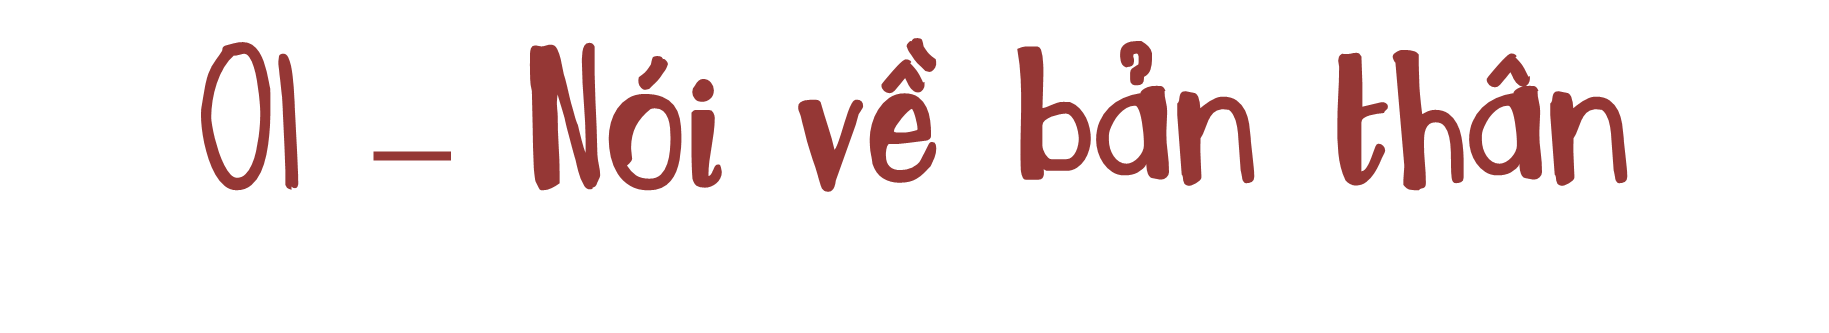 01 – Nói về bản thân